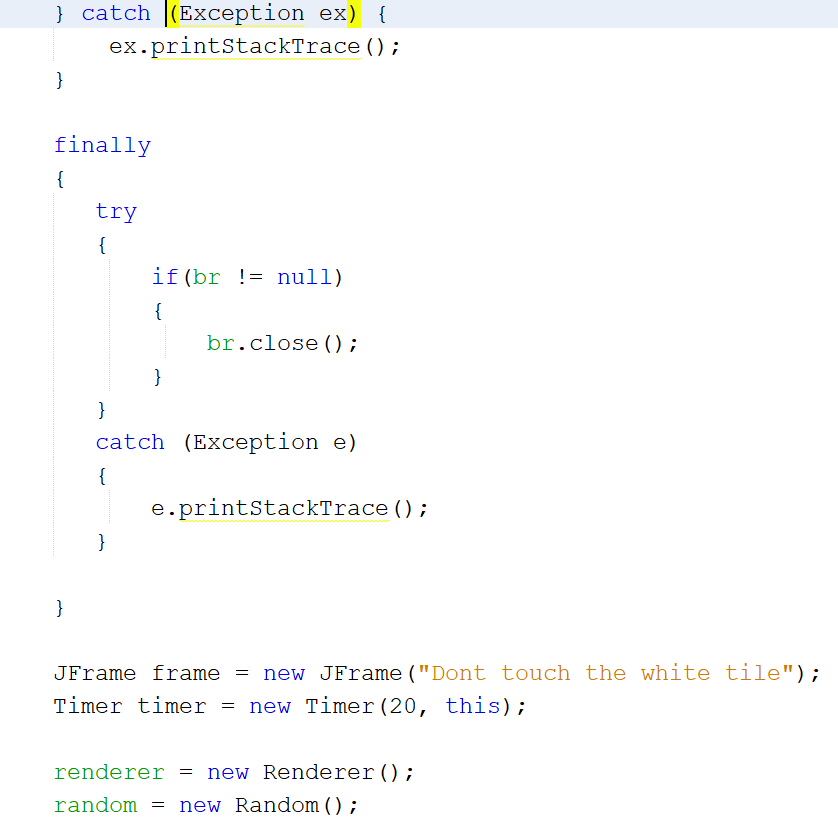 } catch (Exception ex) {
ex.printStackTrace();
}
finally
{
try
{
if(br != null)
{
br.close();
}
}
catch (Exception e)
{
e.printStackTrace();
}
}
JFrame frame = new JFrame("Dont touch the white tile");
Timer timer = new Timer(20, this);
renderer = new Renderer();
random = new Random();